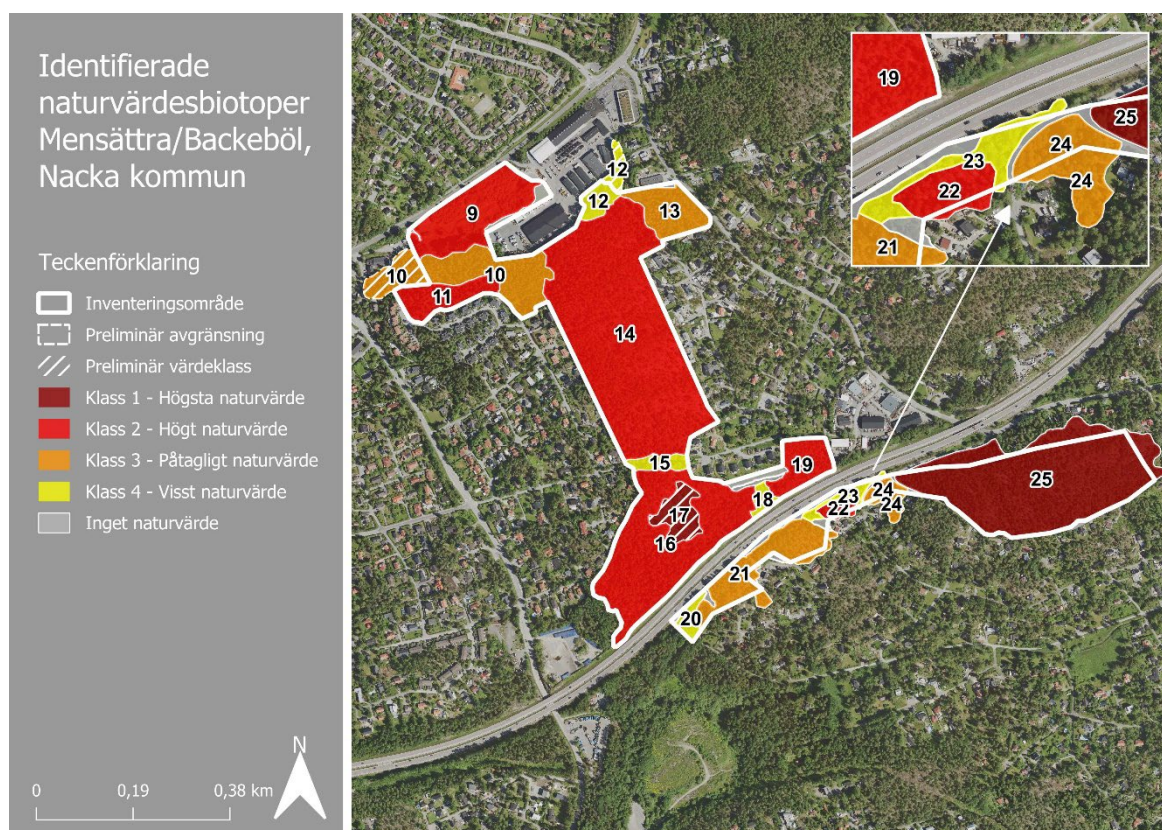 Identifierade
naturvärdesbiotoper
Mensättra/Backeböl,
Nacka kommun
Teckenförklaring
Inventeringsområde
Preliminär avgränsning
Preliminär värdeklass
Klass 1 - Högsta naturvärde
Klass 2 - Högt naturvärde
Klass 3 - Påtagligt naturvärde
Klass 4 - Visst naturvärde
Inget naturvärde
N
0 0,19 0,38 km
19
25
24
23
22
24
21
12
12
9
13
10
10
11
14
15
19
18
17
16
25
24
23
22
24
21
20